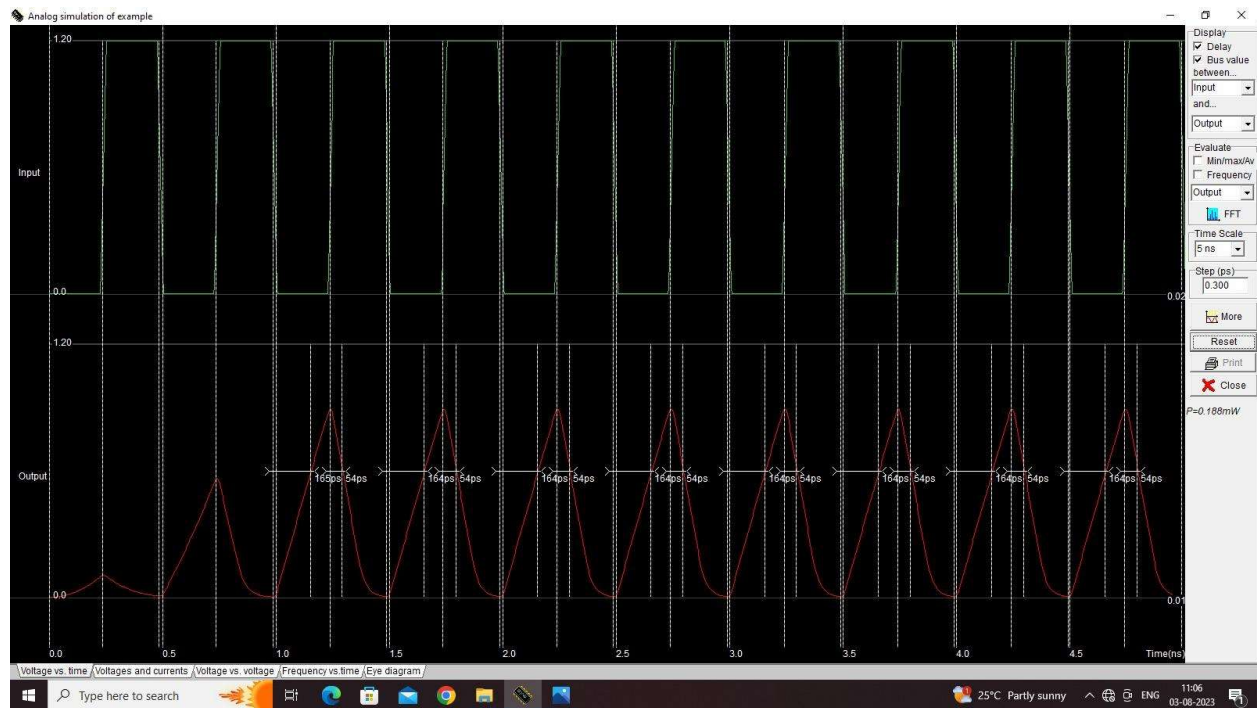 Analog simulation of example
1.20
Input
0.0
0.02
1.20
Output
165ps 54ps 164ps 54ps 164ps 54ps 164ps 54ps 164ps 54ps 164ps 54ps 164ps 54ps 164ps 54ps
0.0
0.01
0.0 0.5 1.0 1.5 2.0 2.5 3.0 3.5 4.0 4.5 Time(ns)
Display
Delay
Bus value
between...
Input
and...
Output
Evaluate
Min/max/Av
Frequency
Output
FFT
Time Scale
5 ns
Step (ps)
0.300
More
Reset
Print
Close
P=0.188mW
Voltage vs. time Voltages and currents Voltage vs. voltage Frequency vs.time Eye diagram
Type here to search
25°C Partly sunny
ENG
11:06
03-08-2023
1